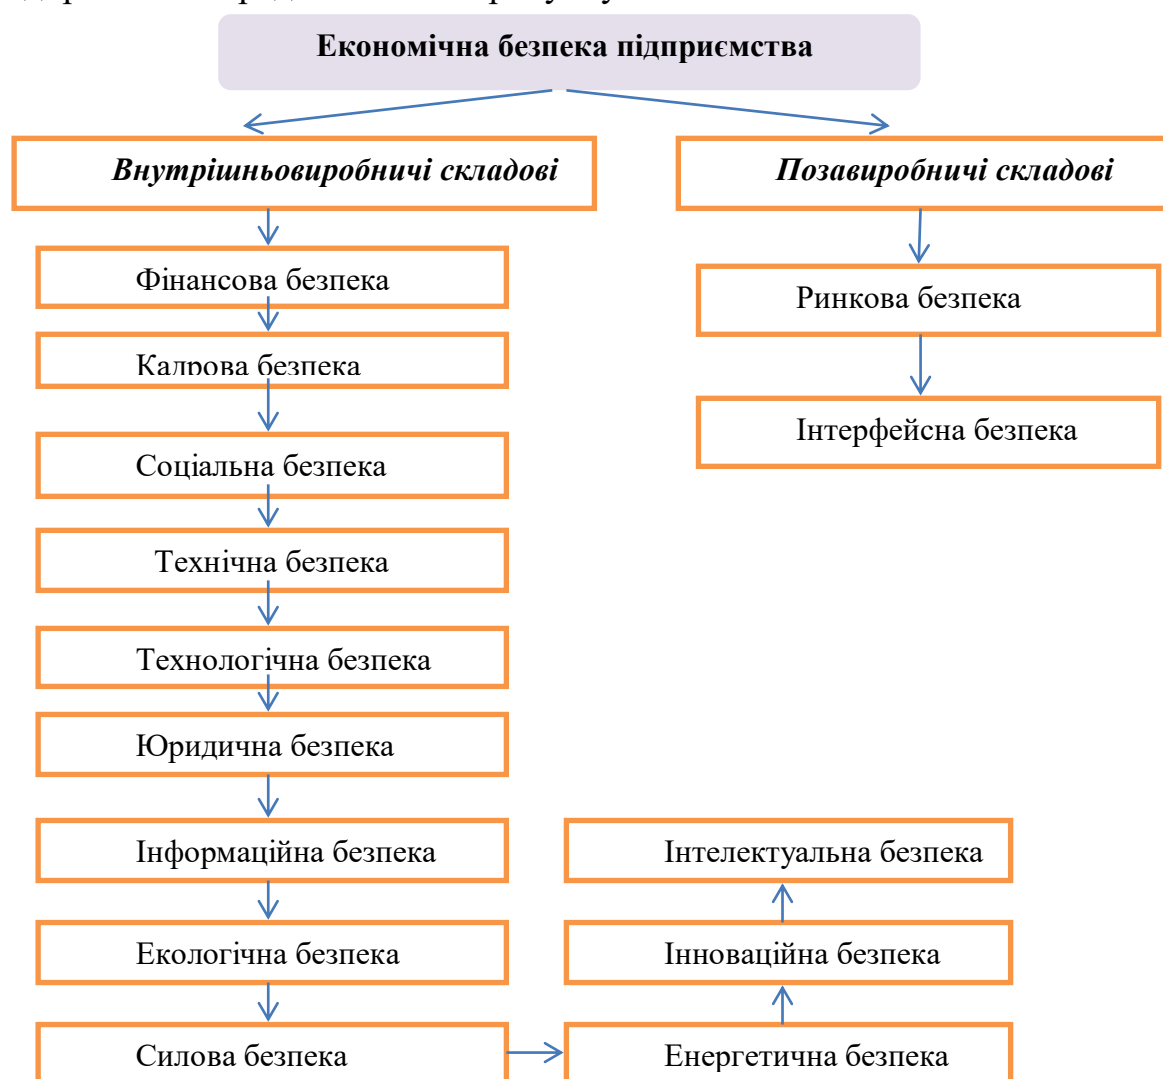 Економічна безпека підприємства
Внутрішньовиробничі складові
Позавиробничі складові
Фінансова безпека
Ринкова безпека
Кадрова безпека
Інтерфейсна безпека
Соціальна безпека
Технічна безпека
Технологічна безпека
Юридична безпека
Інформаційна безпека
Інтелектуальна безпека
Екологічна безпека
Інноваційна безпека
Силова безпека
Енергетична безпека